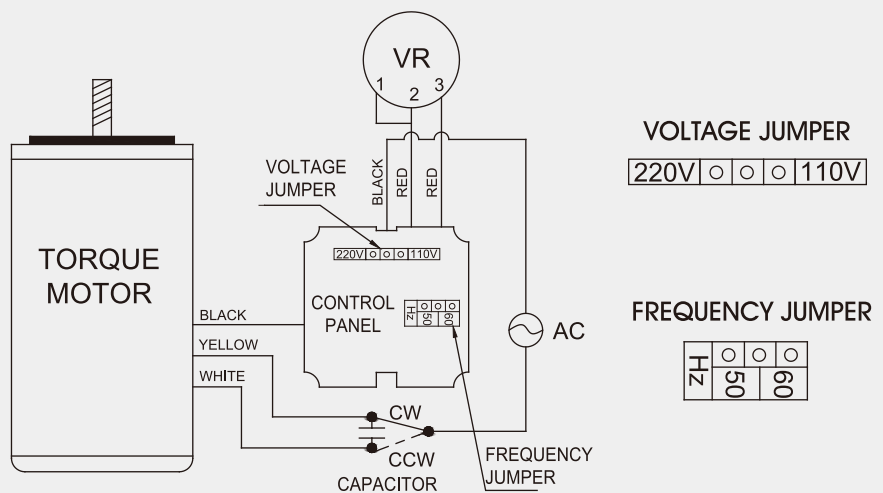 VR
1 2 3
VOLTAGE
JUMPER
BLACK
RED
RED
VOLTAGE JUMPER
220V 110V
220V 110V
TORQUE
MOTOR
CONTROL
PANEL
Hz 50 60
FREQUENCY JUMPER
Hz 50 60
BLACK
YELLOW
WHITE
AC
CW
CCW
CAPACITOR
FREQUENCY
JUMPER